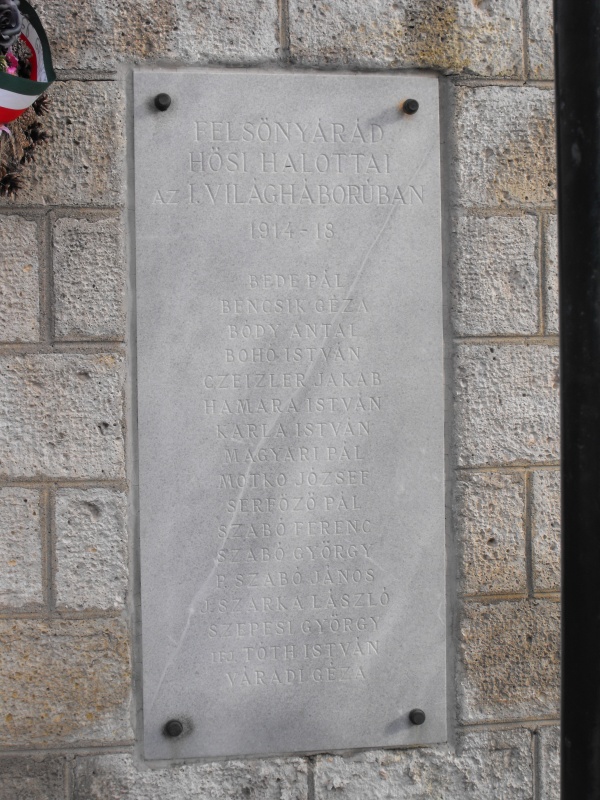 FELSŐNYÁRÁD
HŐSI HALOTTAI
AZ I. VILÁGHÁBORÚBAN
1914-18.
BEDE PÁL
BENCSIK GÉZA
BÓDY ANTAL
BOHÓ ISTVÁN
CZEIZLER JAKAB
HAMARA ISTVÁN
KARLA ISTVÁN
MAGYARI PÁL
MOTKO JÓZSEF
SERFŐZŐ PÁL
SZABÓ FERENC
SZABÓ GYÖRGY
P. SZABÓ JÁNOS
J. SZARKA LÁSZLÓ
SZEPESI GYÖRGY
IFJ. TÓTH ISTVÁN
VÁRADI GÉZA